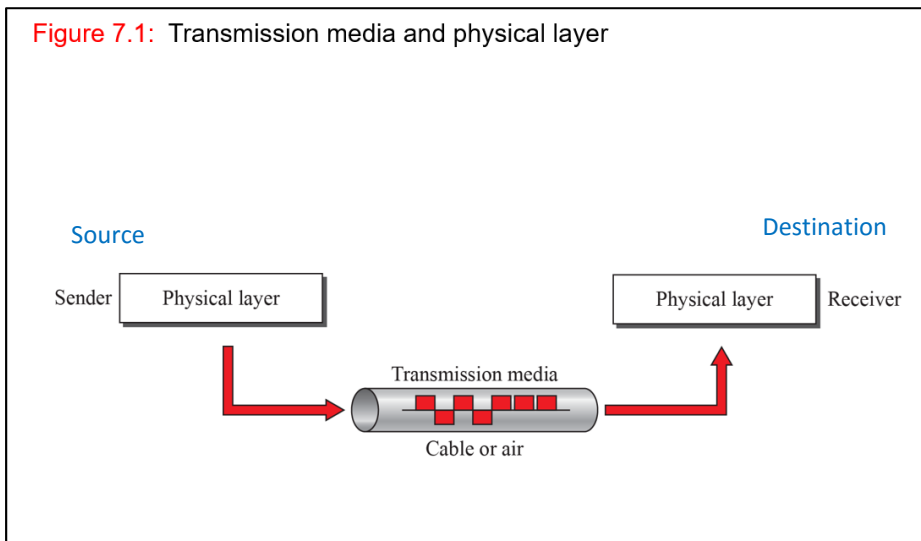 Figure 7.1: Transmission media and physical layer
Source
Destination
Sender
Physical layer
Physical layer
Receiver
Transmission media
Cable or air